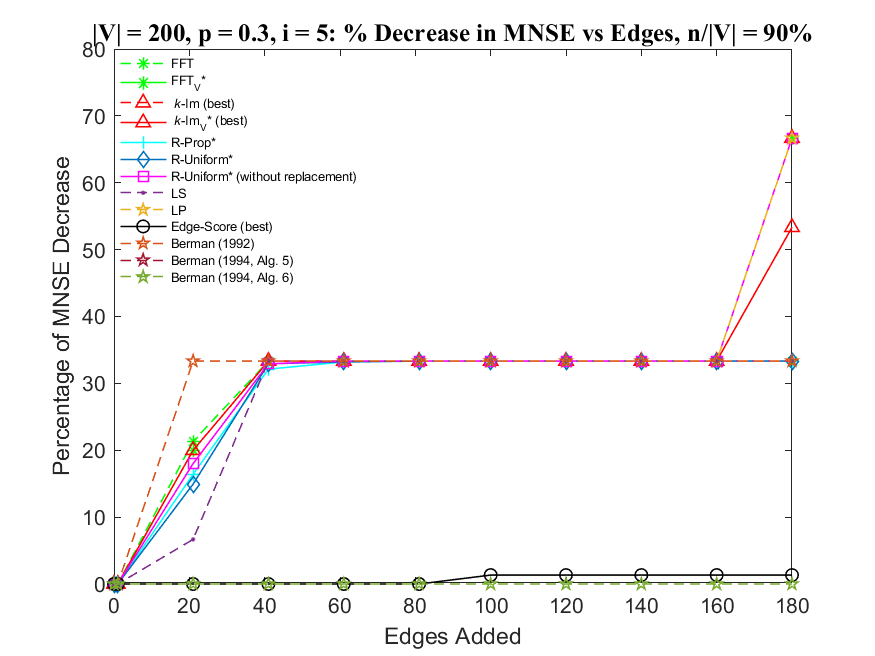 |V| = 200, p = 0.3, i = 5: % Decrease in MNSE vs Edges, n/|V| = 90%
80
70
60
50
40
30
20
10
0
Percentage of MNSE Decrease
FFT
FFT_V*
k-lm (best)
k-lm_V* (best)
R-Prop*
R-Uniform*
R-Uniform* (without replacement)
LS
LP
Edge-Score (best)
Berman (1992)
Berman (1994, Alg. 5)
Berman (1994, Alg. 6)
0 20 40 60 80 100 120 140 160 180
Edges Added